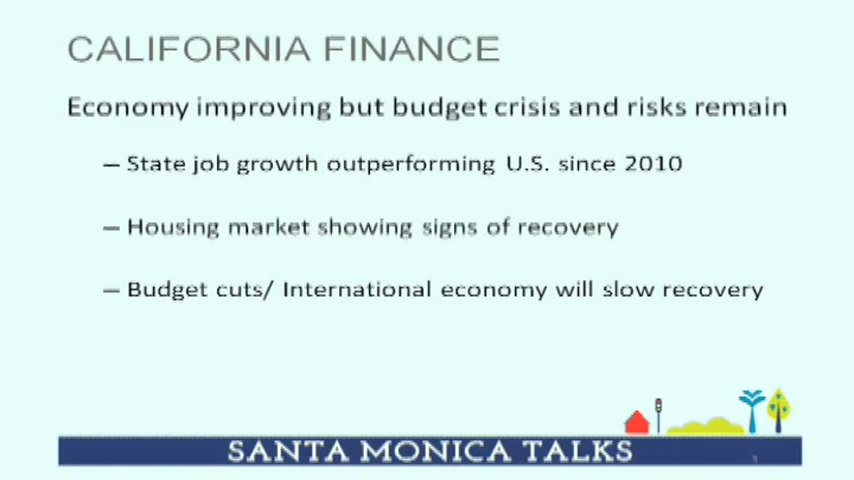 CALIFORNIA FINANCE
Economy improving but budget crisis and risks remain
– State job growth outperforming U.S. since 2010
– Housing market showing signs of recovery
– Budget cuts/ International economy will slow recovery
SANTA MONICA TALKS